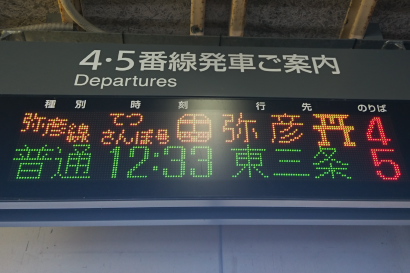 4・5番線発車ご案内
Departures
種別 時刻 行先 のりば
弥彦線 てつさんぽ号 弥彦 4
普通 12:33 東三条 5